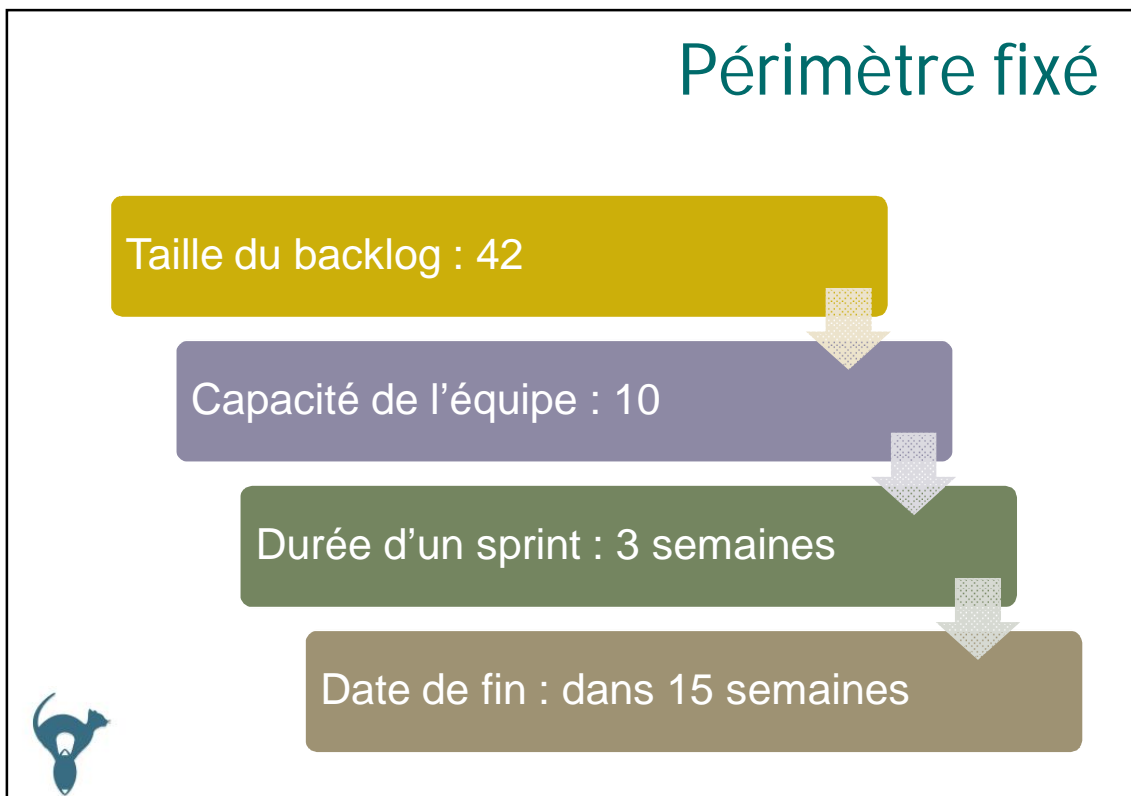 Périmètre fixé
Taille du backlog : 42
Capacité de l’équipe : 10
Durée d’un sprint : 3 semaines
Date de fin : dans 15 semaines